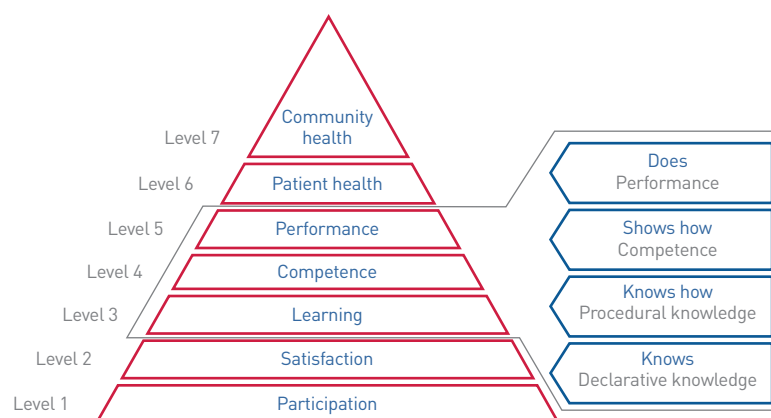 Level 7
Community
health
Level 6
Patient health
Level 5
Performance
Level 4
Competence
Level 3
Learning
Level 2
Satisfaction
Level 1
Participation
Does
Performance
Shows how
Competence
Knows how
Procedural knowledge
Knows
Declarative knowledge